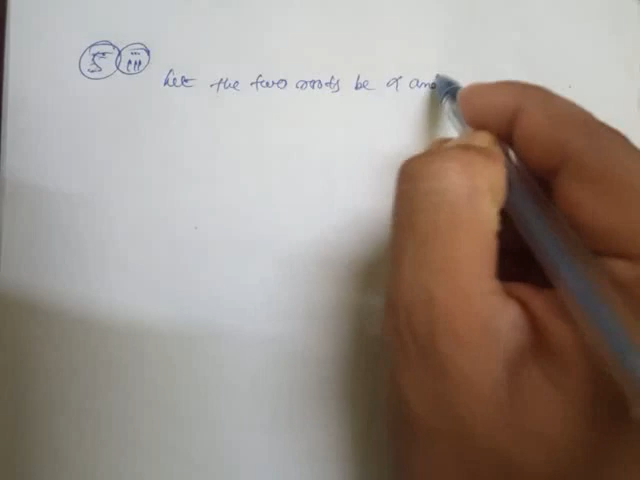 5 iii
Let the two roots be α and